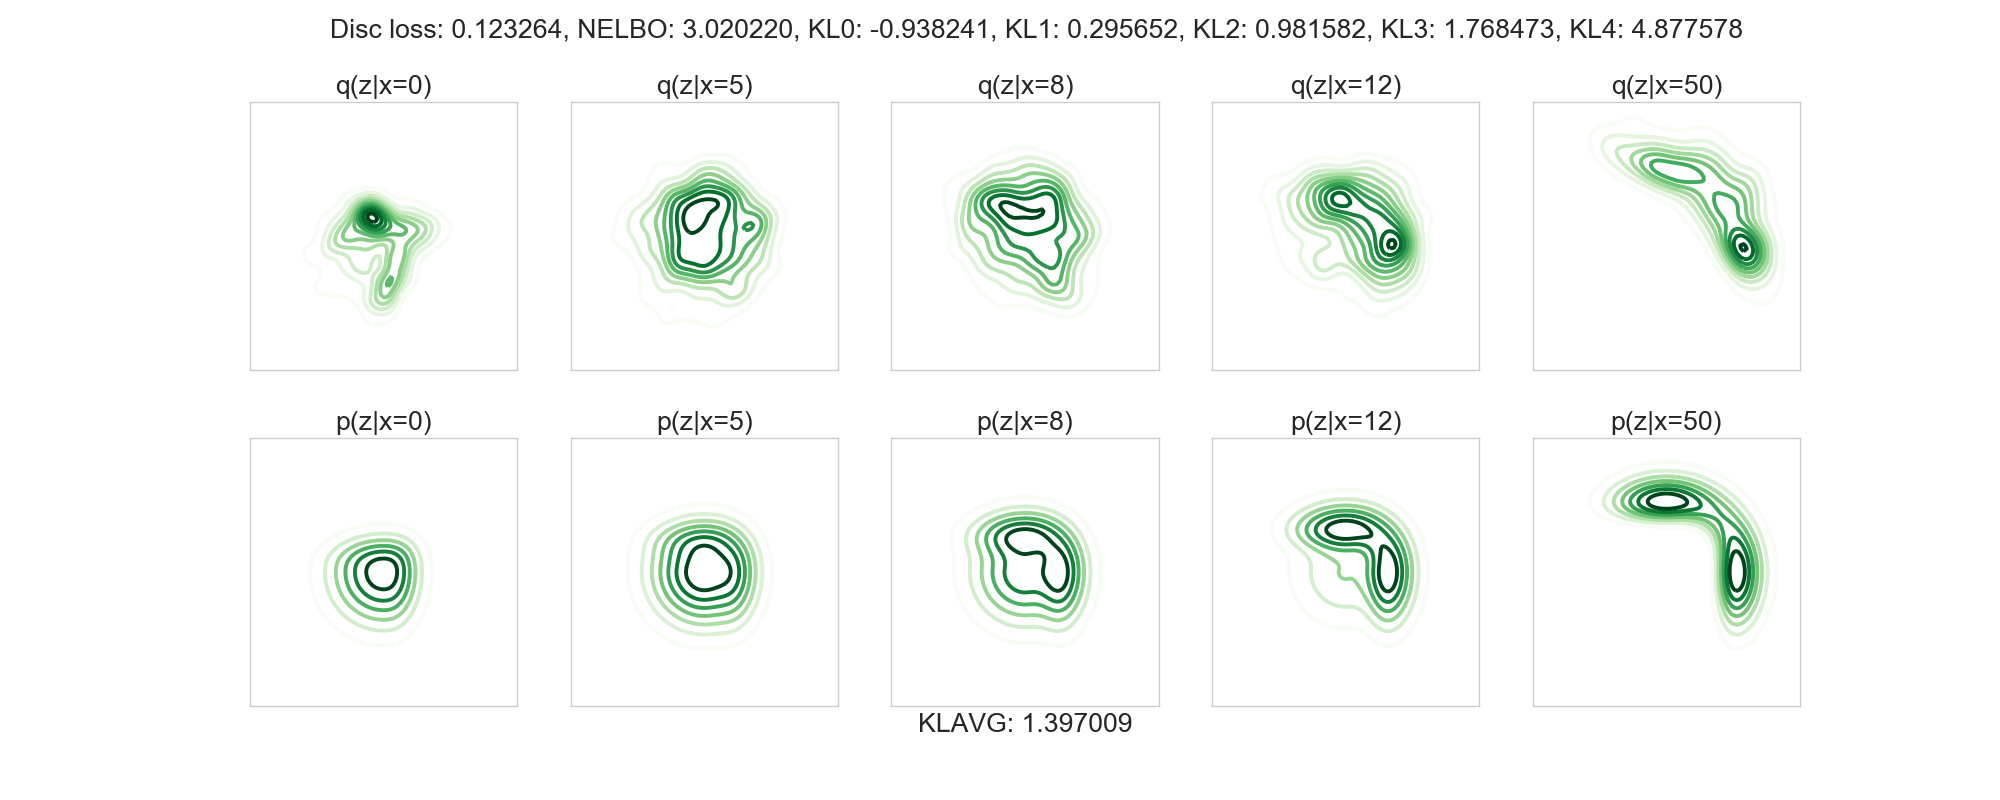 Disc loss: 0.123264, NELBO: 3.020220, KL0: -0.938241, KL1: 0.295652, KL2: 0.981582, KL3: 1.768473, KL4: 4.877578
q(z|x=0) q(z|x=5) q(z|x=8) q(z|x=12) q(z|x=50)
p(z|x=0) p(z|x=5) p(z|x=8) p(z|x=12) p(z|x=50)
KLAVG: 1.397009